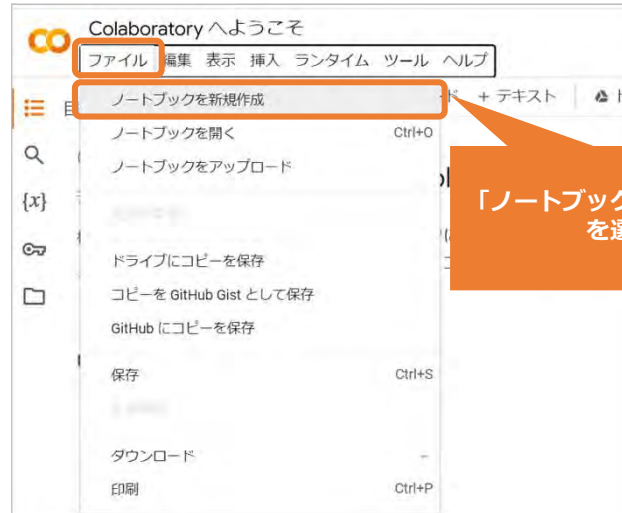 CO Colaboratory へようこそ
ファイル 編集 表示 挿入 ランタイム ツール ヘルプ
ノートブックを新規作成
+ テキスト
ノートブックを開く Ctrl+O
ノートブックをアップロード
{x}
「ノートブック
を
ドライブにコピーを保存
コピーを GitHub Gist として保存
GitHub にコピーを保存
保存 Ctrl+S
ダウンロード
印刷 Ctrl+P